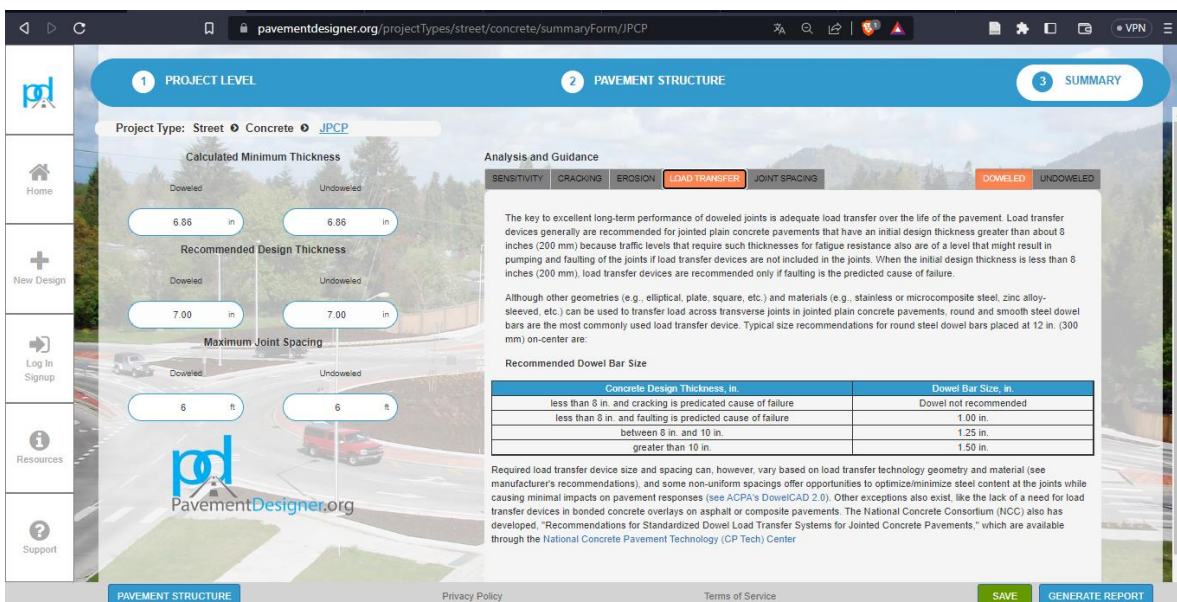 pavementdesigner.org/projectTypes/street/concrete/summaryForm/JPCP
VPN
pd
1 PROJECT LEVEL
2 PAVEMENT STRUCTURE
3 SUMMARY
Project Type: Street Concrete JPCP
Home
New Design
Log In
Signup
Resources
Support
Calculated Minimum Thickness
Doweled Undoweled
6.86 in 6.86 in
Recommended Design Thickness
Doweled Undoweled
7.00 in 7.00 in
Maximum Joint Spacing
Doweled Undoweled
6 ft 6 ft
pd
PavementDesigner.org
Analysis and Guidance
SENSITIVITY CRACKING EROSION LOAD TRANSFER JOINT SPACING DOWELED UNDOWELED
The key to excellent long-term performance of doweled joints is adequate load transfer over the life of the pavement. Load transfer
devices generally are recommended for jointed plain concrete pavements that have an initial design thickness greater than about 8
inches (200 mm) because traffic levels that require such thicknesses for fatigue resistance also are of a level that might result in
pumping and faulting of the joints if load transfer devices are not included in the joints. When the initial design thickness is less than 8
inches (200 mm), load transfer devices are recommended only if faulting is the predicted cause of failure.
Although other geometries (e.g., elliptical, plate, square, etc.) and materials (e.g., stainless or microcomposite steel, zinc alloy-
sleeved, etc.) can be used to transfer load across transverse joints in jointed plain concrete pavements, round and smooth steel dowel
bars are the most commonly used load transfer device. Typical size recommendations for round steel dowel bars placed at 12 in. (300
mm) on-center are:
Recommended Dowel Bar Size
Concrete Design Thickness, in. Dowel Bar Size, in.
less than 8 in. and cracking is predicated cause of failure Dowel not recommended
less than 8 in. and faulting is predicted cause of failure 1.00 in.
between 8 in. and 10 in. 1.25 in.
greater than 10 in. 1.50 in.
Required load transfer device size and spacing can, however, vary based on load transfer technology geometry and material (see
manufacturer's recommendations), and some non-uniform spacings offer opportunities to optimize/minimize steel content at the joints while
causing minimal impacts on pavement responses (see ACPA's DowelCAD 2.0). Other exceptions also exist, like the lack of a need for load
transfer devices in bonded concrete overlays on asphalt or composite pavements. The National Concrete Consortium (NCC) also has
developed, "Recommendations for Standardized Dowel Load Transfer Systems for Jointed Concrete Pavements," which are available
through the National Concrete Pavement Technology (CP Tech) Center
PAVEMENT STRUCTURE
Privacy Policy
Terms of Service
SAVE
GENERATE REPORT